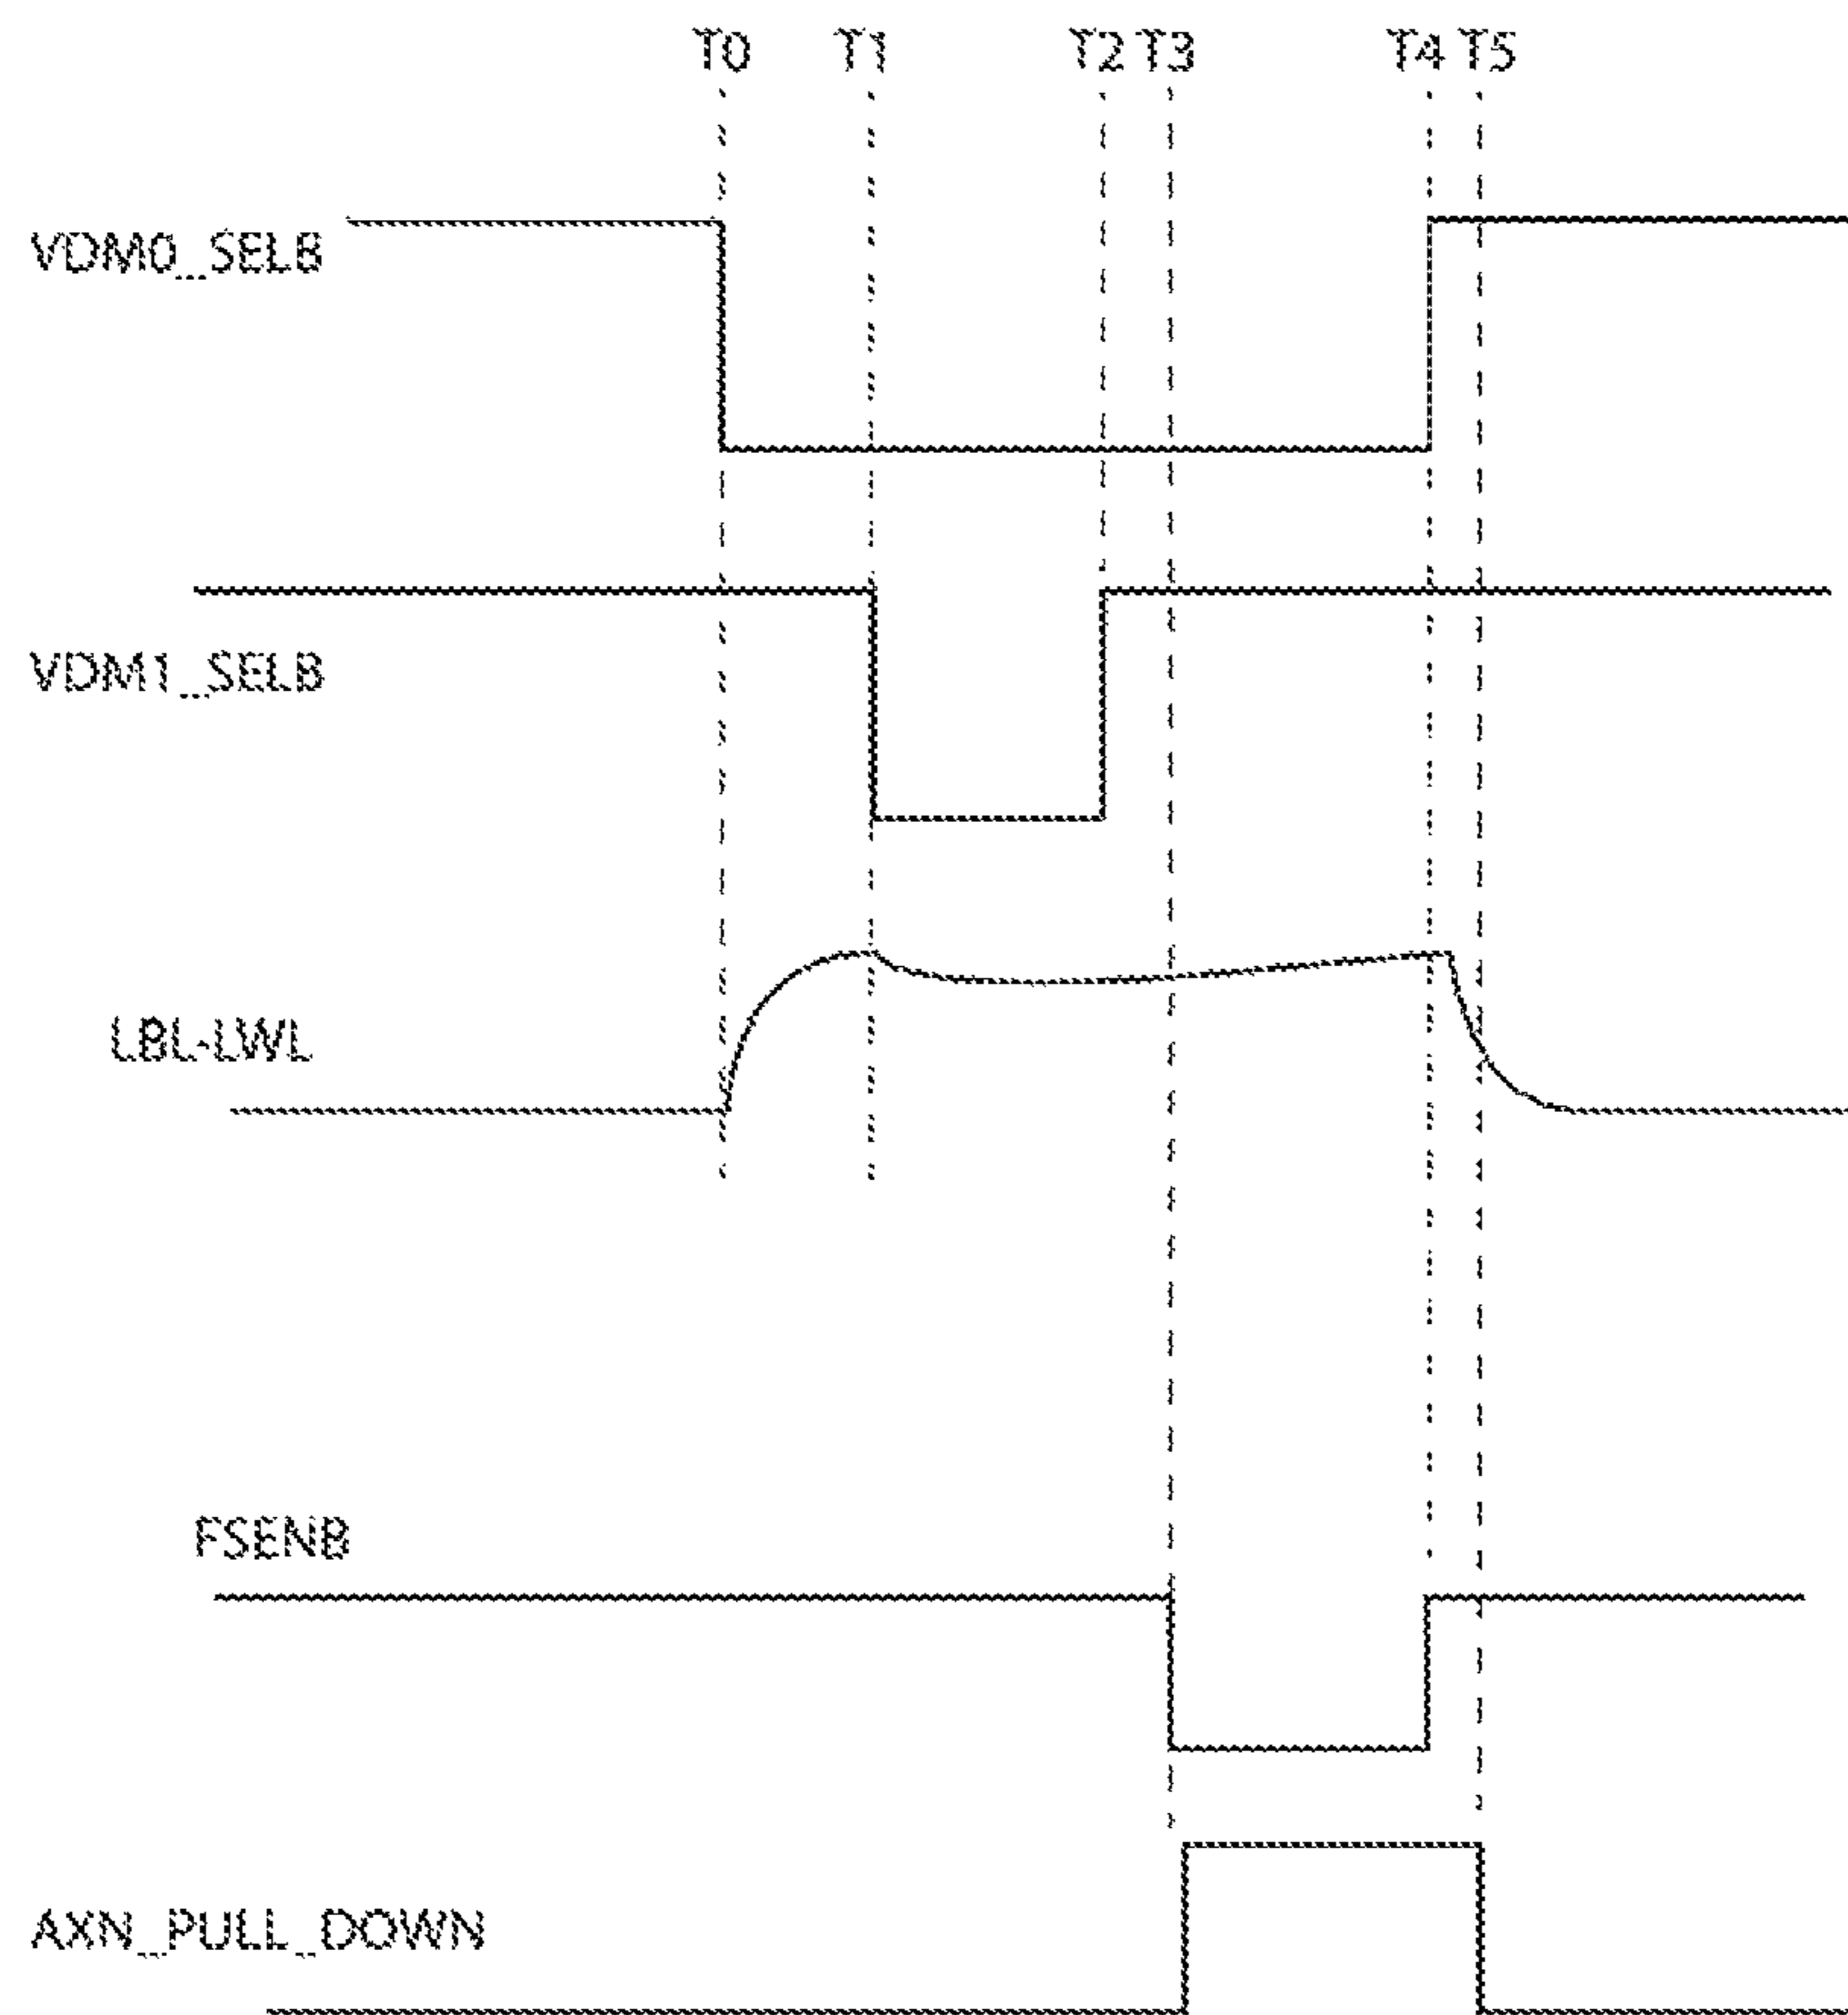 T0 T1 T2 T3 T4 T5
VDM0_SELB
VDM1_SELB
LBL-LWL
FSENB
AXN_PULL_DOWN